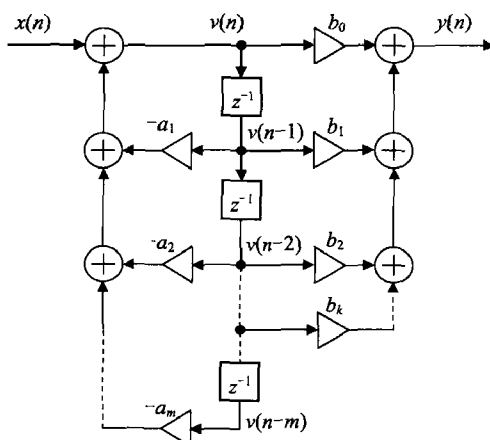 x(n) v(n) b₀ y(n)
+ +
z⁻¹
−a₁ v(n−1) b₁
+ +
z⁻¹
-a₂ v(n−2) b₂
+ +
bₖ
z⁻¹
−aₘ v(n−m)